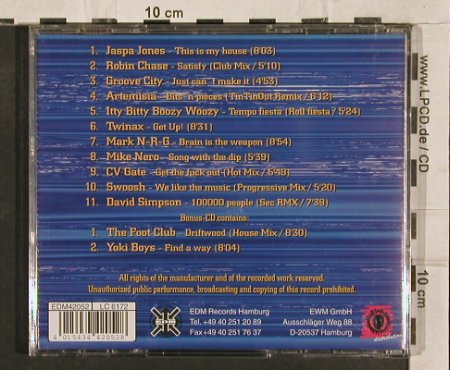 10 cm
1. Jaspa Jones - This is my house (8'03)
2. Robin Chase - Satisfy (Club Mix / 5'10)
3. Groove City - Just can't make it (4'53)
4. Artemisia - Bits 'n pieces (TinTinOut Remix / 6'12)
5. Itty Bitty Boozy Woozy - Tempo fiesta (Roll fiesta / 5'24)
6. Twinax - Get Up! (8'31)
7. Mark N-R-G - Brain is the weapon (8'54)
8. Mike Nero - Song with the dip (5'39)
9. CV Gate - Get the fuck out (Hot Mix / 5'49)
10. Swoosh - We like the music (Progressive Mix / 5'20)
11. David Simpson - 100000 people (Sec RMX / 7'39)
Bonus-CD contains:
1. The Foot Club - Driftwood (House Mix / 8'30)
2. Yoki Boys - Find a way (8'04)
All rights of the manufacturer and of the recorded work reserved.
Unauthorized public performance, broadcasting and copying of this record prohibited.
EDM42052 LC 6172
4 015434 420528
EDM Records Hamburg
Tel.+49 40 251 20 89
Fax+49 40 251 76 37
EWM GmbH
Ausschläger Weg 88
D-20537 Hamburg
www.LPCD.de / CD
10 cm